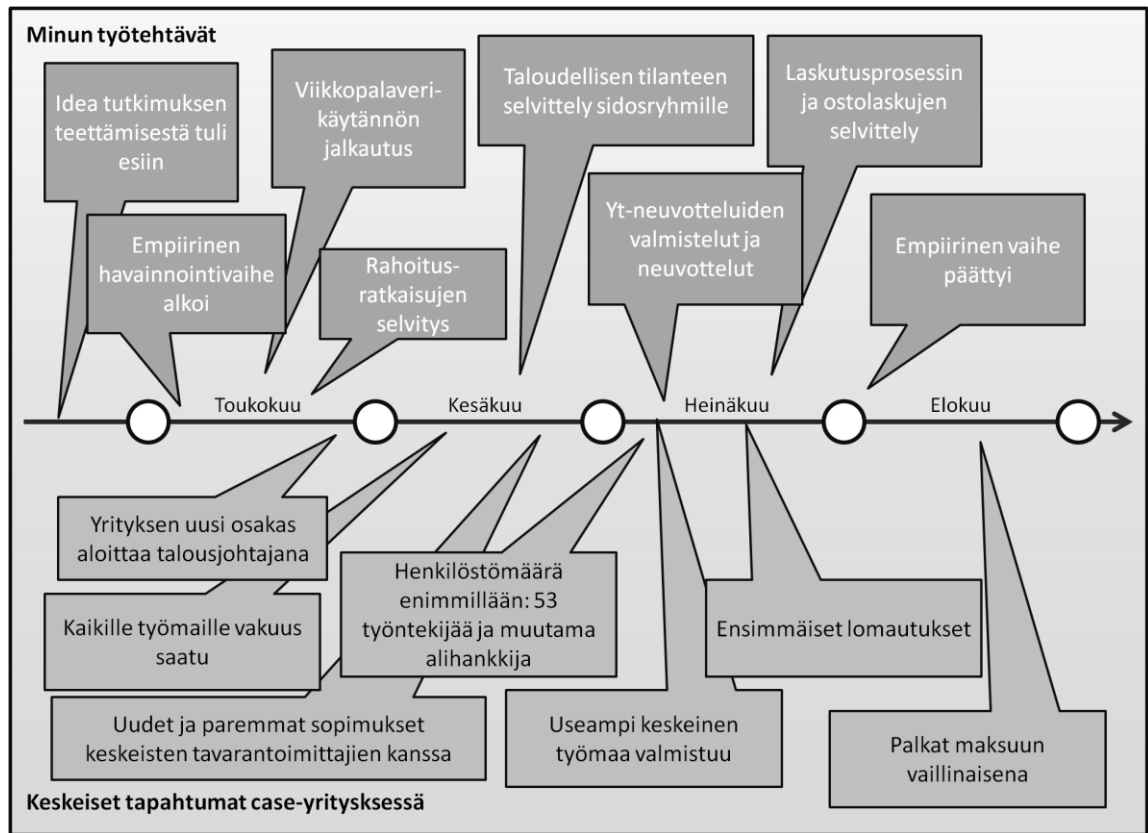 Minun työtehtävät
Idea tutkimuksen
teettämisestä tuli
esiin
Viikkopalaveri-
käytännön
jalkautus
Taloudellisen tilanteen
selvittely sidosryhmille
Laskutusprosessin
ja ostolaskujen
selvittely
Empiirinen
havainnointivaihe
alkoi
Rahoitus-
ratkaisujen
selvitys
Yt-neuvotteluiden
valmistelut ja
neuvottelut
Empiirinen vaihe
päättyi
Toukokuu
Kesäkuu
Heinäkuu
Elokuu
Yrityksen uusi osakas
aloittaa talousjohtajana
Henkilöstömäärä
enimmillään: 53
työntekijää ja muutama
alihankkija
Kaikille työmaille vakuus
saatu
Ensimmäiset lomautukset
Uudet ja paremmat sopimukset
keskeisten tavarantoimittajien kanssa
Useampi keskeinen
työmaa valmistuu
Palkat maksuun
vaillinaisena
Keskeiset tapahtumat case-yrityksessä